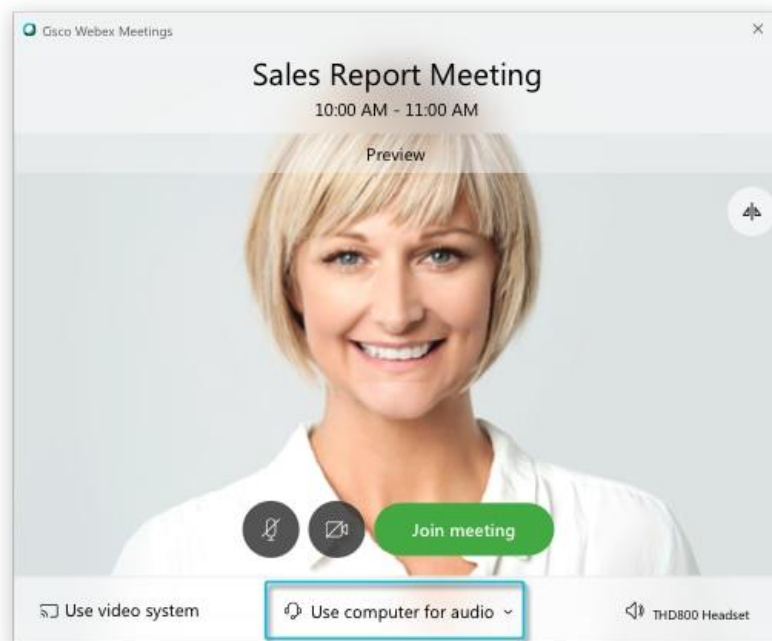 Cisco Webex Meetings
Sales Report Meeting
10:00 AM - 11:00 AM
Preview
Join meeting
Use video system
Use computer for audio
THD800 Headset